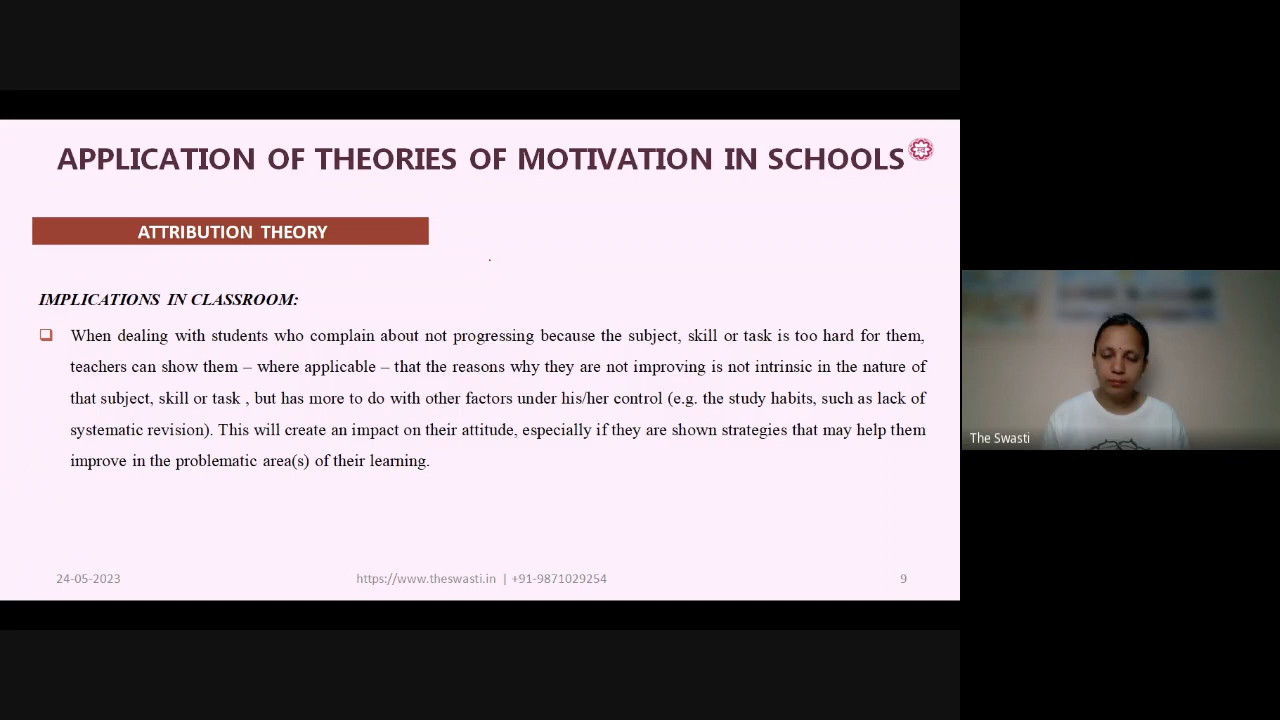 APPLICATION OF THEORIES OF MOTIVATION IN SCHOOLS
ATTRIBUTION THEORY
IMPLICATIONS IN CLASSROOM:
When dealing with students who complain about not progressing because the subject, skill or task is too hard for them,
teachers can show them – where applicable – that the reasons why they are not improving is not intrinsic in the nature of
that subject, skill or task , but has more to do with other factors under his/her control (e.g. the study habits, such as lack of
systematic revision). This will create an impact on their attitude, especially if they are shown strategies that may help them
improve in the problematic area(s) of their learning.
24-05-2023
https://www.theswasti.in | +91-9871029254
9
The Swasti